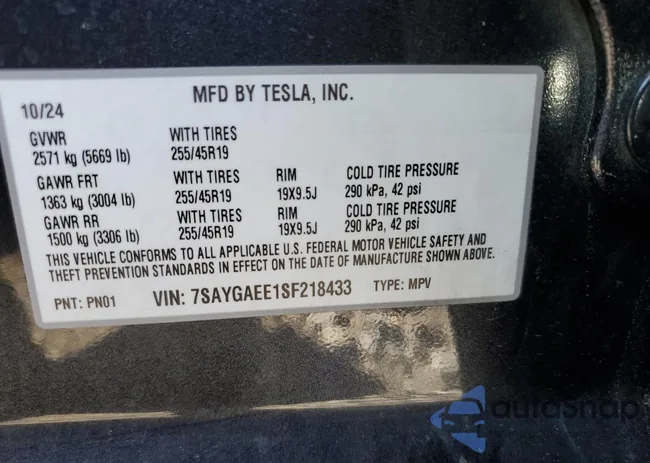 MFD BY TESLA, INC.
10/24
GVWR WITH TIRES
2571 kg (5669 lb) 255/45R19
GAWR FRT WITH TIRES RIM COLD TIRE PRESSURE
1363 kg (3004 lb) 255/45R19 19X9.5J 290 kPa, 42 psi
GAWR RR WITH TIRES RIM COLD TIRE PRESSURE
1500 kg (3306 lb) 255/45R19 19X9.5J 290 kPa, 42 psi
THIS VEHICLE CONFORMS TO ALL APPLICABLE U.S. FEDERAL MOTOR VEHICLE SAFETY AND
THEFT PREVENTION STANDARDS IN EFFECT ON THE DATE OF MANUFACTURE SHOWN ABOVE.
PNT: PN01 VIN: 7SAYGAEE1SF218433 TYPE: MPV
autoSnap